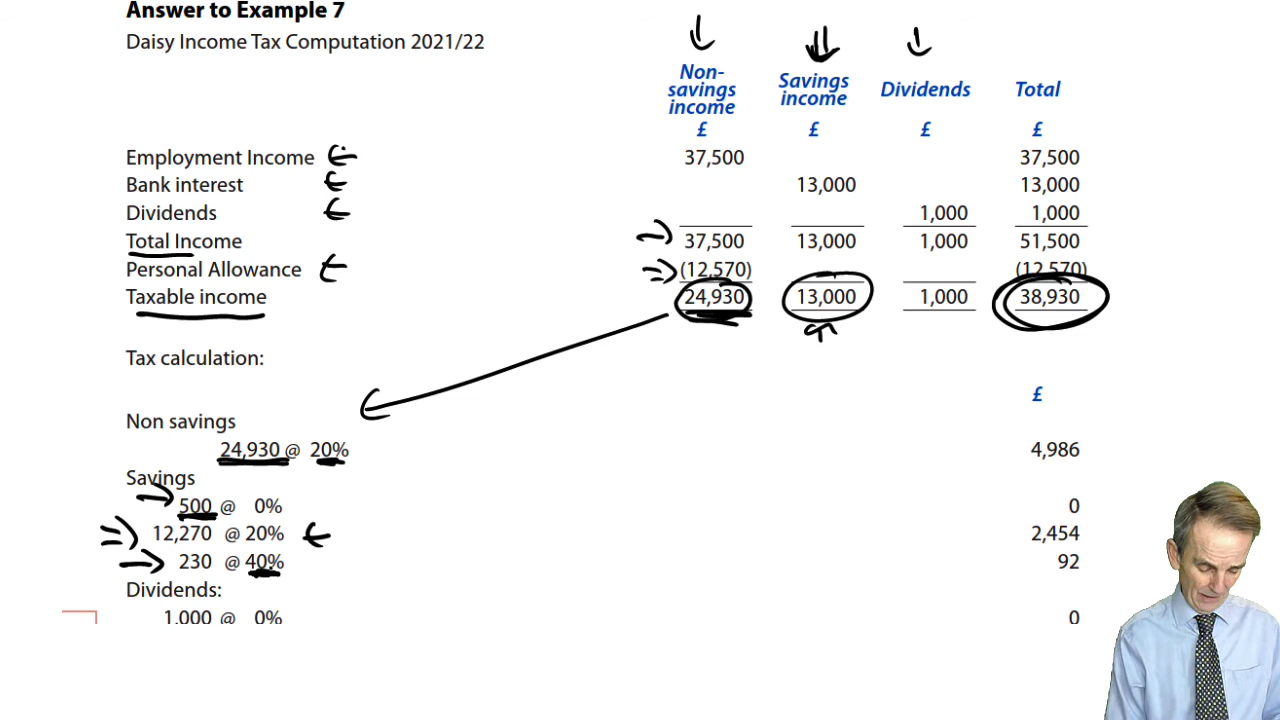 Answer to Example 7
Daisy Income Tax Computation 2021/22
Non-savings income Savings income Dividends Total
£ £ £ £
Employment Income 37,500 37,500
Bank interest 13,000 13,000
Dividends 1,000 1,000
Total Income 37,500 13,000 1,000 51,500
Personal Allowance (12,570) (12,570)
Taxable income 24,930 13,000 1,000 38,930
Tax calculation:
£
Non savings
24,930 @ 20% 4,986
Savings
500 @ 0% 0
12,270 @ 20% 2,454
230 @ 40% 92
Dividends:
1,000 @ 0% 0